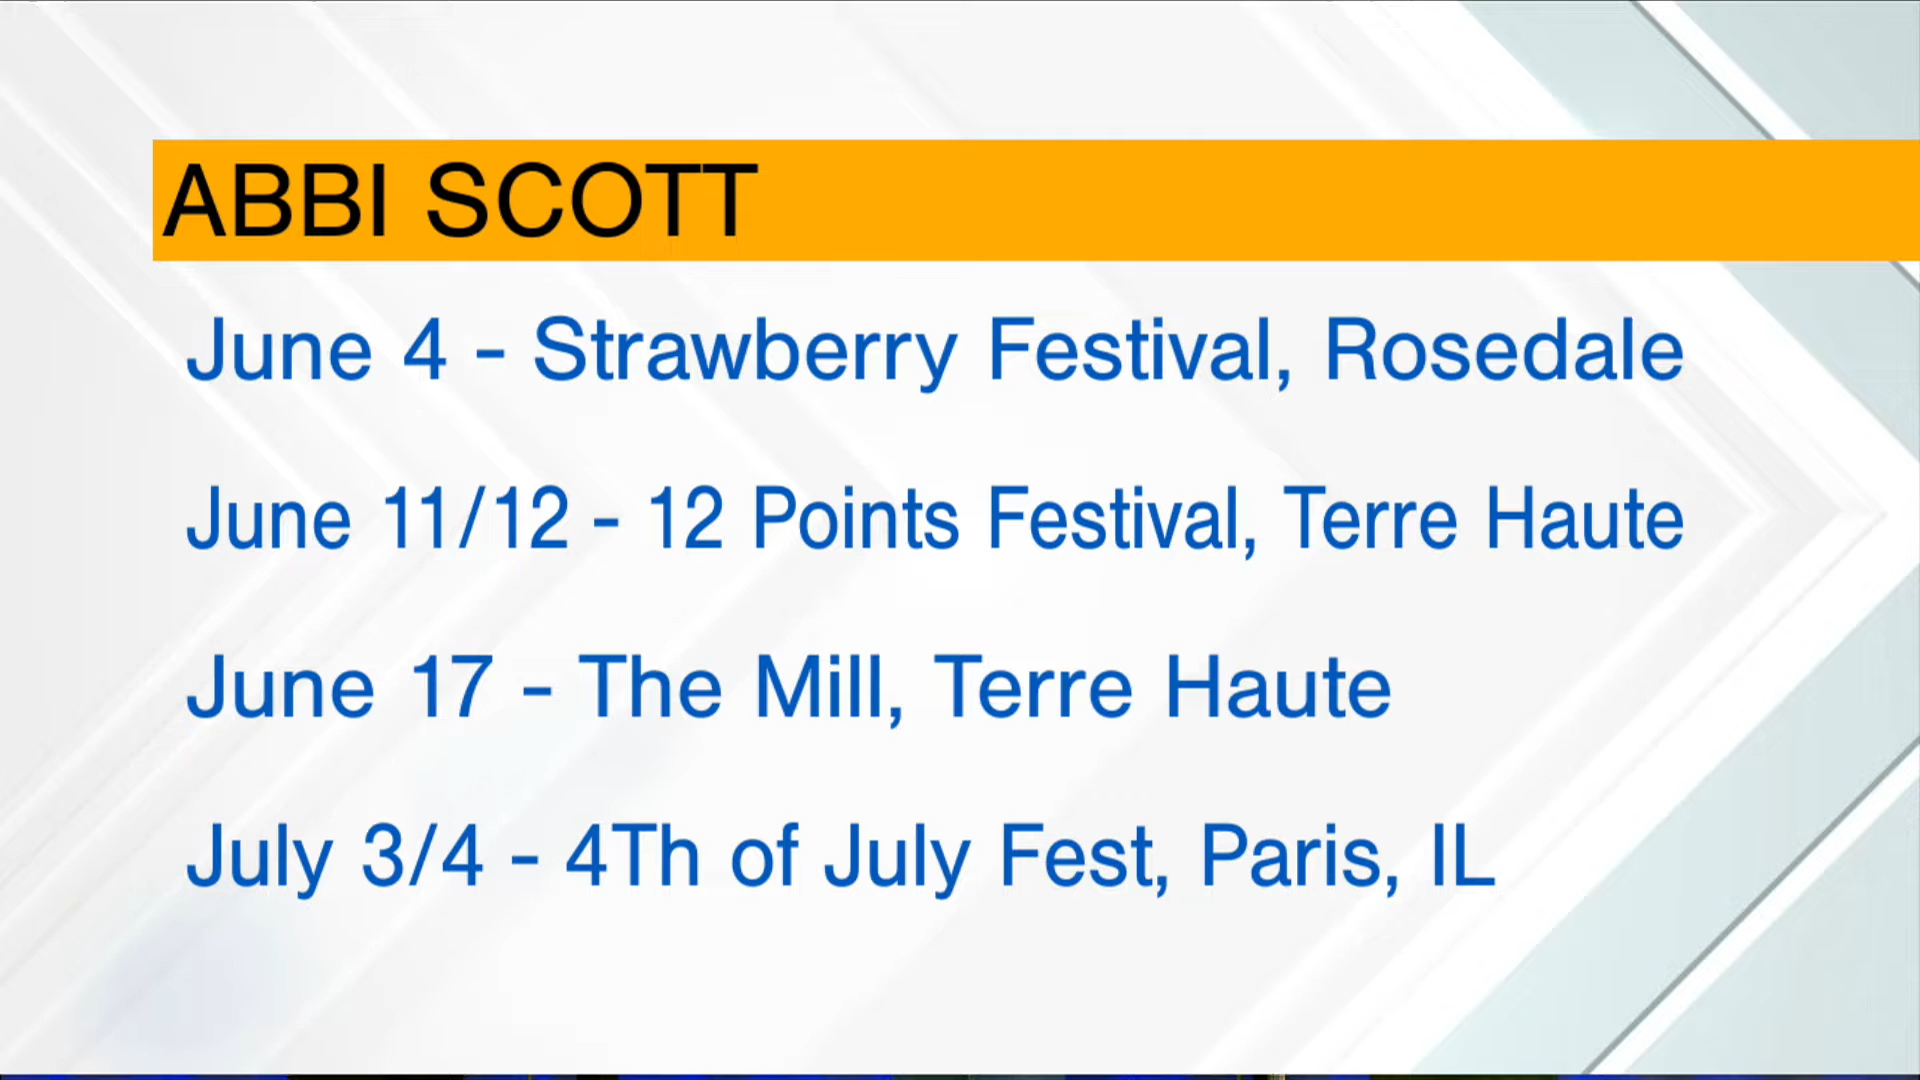 ABBI SCOTT
June 4 - Strawberry Festival, Rosedale
June 11/12 - 12 Points Festival, Terre Haute
June 17 - The Mill, Terre Haute
July 3/4 - 4Th of July Fest, Paris, IL